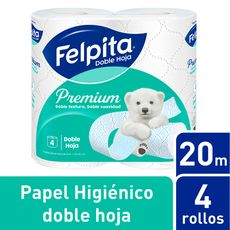 Felpita
Doble Hoja
Premium
Doble textura, Doble suavidad
4
Doble
Hoja
20m
4
rollos
Papel Higiénico
doble hoja